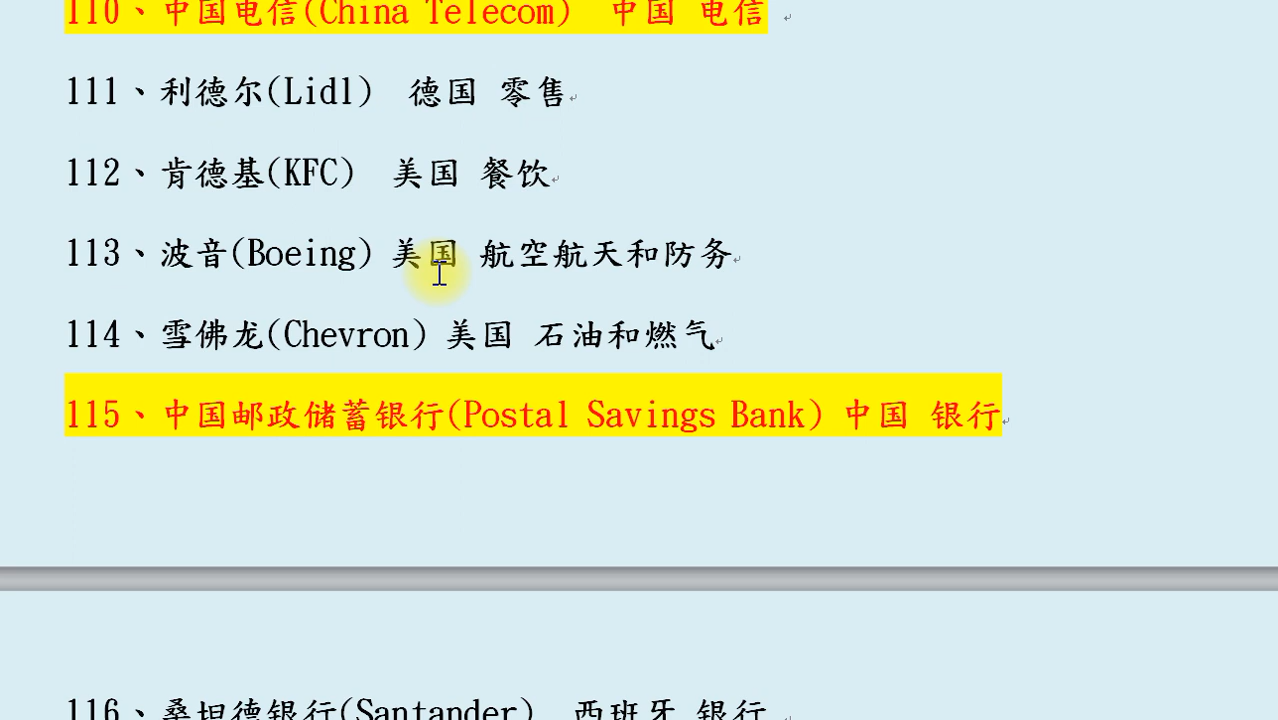 110、中国电信(China Telecom) 中国 电信
111、利德尔(Lidl) 德国 零售
112、肯德基(KFC) 美国 餐饮
113、波音(Boeing) 美国 航空航天和防务
114、雪佛龙(Chevron) 美国 石油和燃气
115、中国邮政储蓄银行(Postal Savings Bank) 中国 银行
116、桑坦德银行(Santander) 西班牙 银行